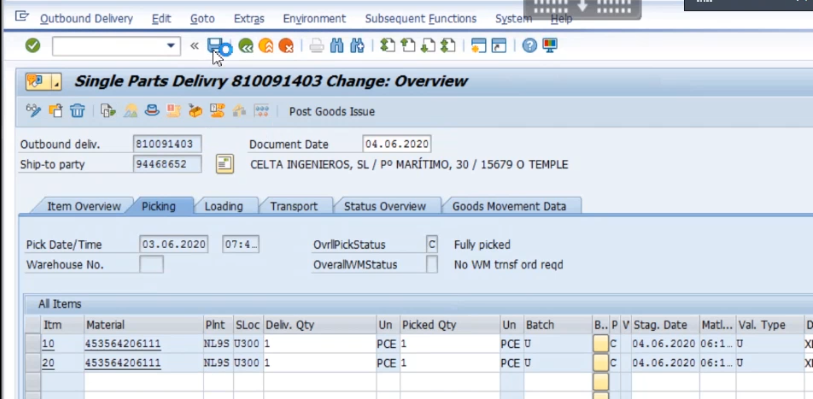 Outbound Delivery Edit Goto Extras Environment Subsequent Functions System Help
«
Single Parts Delivry 810091403 Change: Overview
Post Goods Issue
Outbound deliv. 810091403 Document Date 04.06.2020
Ship-to party 94468652 CELTA INGENIEROS, SL / Pº MARÍTIMO, 30 / 15679 O TEMPLE
Item Overview Picking Loading Transport Status Overview Goods Movement Data
Pick Date/Time 03.06.2020 07:4… OvrllPickStatus C Fully picked
Warehouse No. OverallWMStatus No WM trnsf ord reqd
All Items
Itm Material Plnt SLoc Deliv. Qty Un Picked Qty Un Batch B.. P V Stag. Date Matl... Val. Type D
10 453564206111 NL9S U300 1 PCE 1 PCE U C 04.06.2020 06:1… U
20 453564206111 NL9S U300 1 PCE 1 PCE U C 04.06.2020 06:1… U